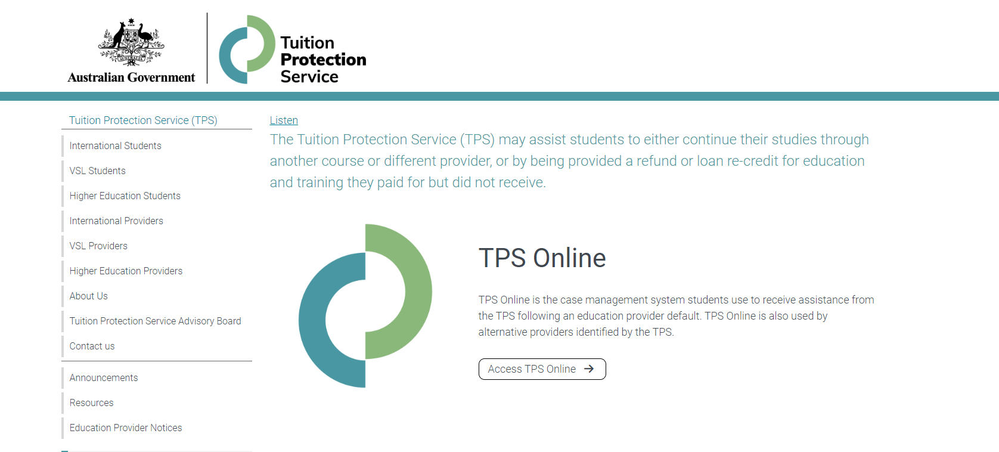 AUSTRALIA
Australian Government
Tuition
Protection
Service
Tuition Protection Service (TPS)
International Students
VSL Students
Higher Education Students
International Providers
VSL Providers
Higher Education Providers
About Us
Tuition Protection Service Advisory Board
Contact us
Announcements
Resources
Education Provider Notices
Listen
The Tuition Protection Service (TPS) may assist students to either continue their studies through
another course or different provider, or by being provided a refund or loan re-credit for education
and training they paid for but did not receive.
TPS Online
TPS Online is the case management system students use to receive assistance from
the TPS following an education provider default. TPS Online is also used by
alternative providers identified by the TPS.
Access TPS Online